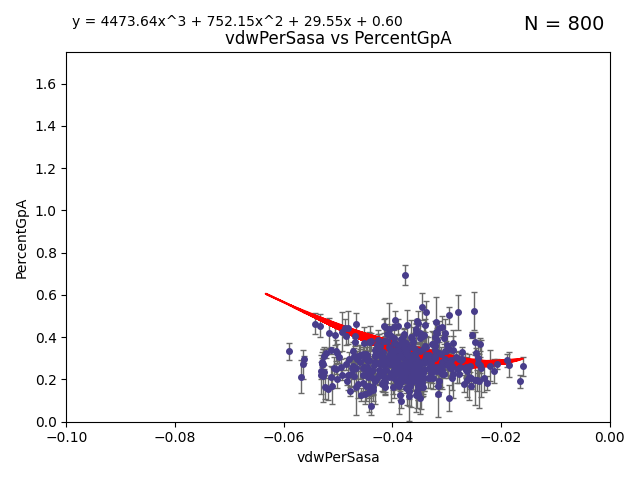 y = 4473.64x^3 + 752.15x^2 + 29.55x + 0.60
N = 800
vdwPerSasa vs PercentGpA
1.6
1.4
1.2
1.0
0.8
0.6
0.4
0.2
0.0
PercentGpA
−0.10 −0.08 −0.06 −0.04 −0.02 0.00
vdwPerSasa